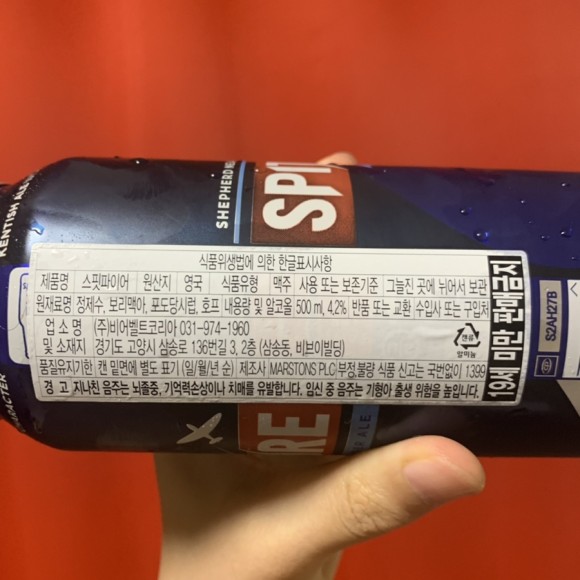 식품위생법에 의한 한글표시사항
제품명 스핏파이어 원산지 영국 식품유형 맥주 사용 또는 보존기준 그늘진 곳에 뉘어서 보관
원재료명 정제수, 보리맥아, 포도당시럽, 호프 내용량 및 알코올 500 ml, 4.2% 반품 또는 교환 수입사 또는 구입처
업 소 명 (주)비어벨트코리아 031-974-1960
및 소재지 경기도 고양시 삼송로 136번길 3, 2층 (삼송동, 비브이빌딩)
품질유지기한 캔 밑면에 별도 표기 (일/월/년 순) 제조사 MARSTONS PLC 부정·불량 식품 신고는 국번없이 1399
경 고 지나친 음주는 뇌졸중, 기억력손상이나 치매를 유발합니다. 임신 중 음주는 기형아 출생 위험을 높입니다.
캔류
알미늄
19세 미만 판매금지
KENTISH ALE
SHEPHERD NE
SPI
RE
ALE
S2AH27B